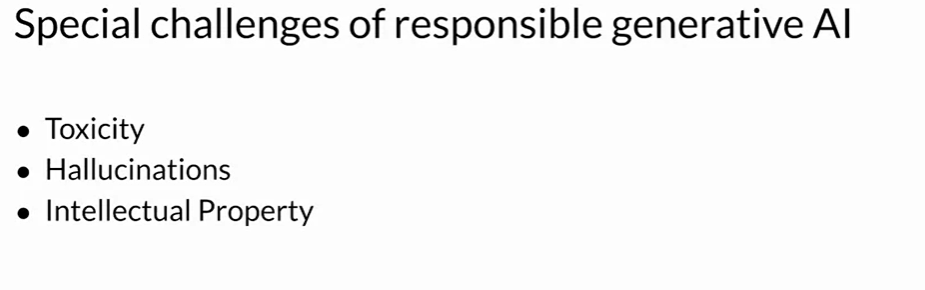 Special challenges of responsible generative AI
• Toxicity
• Hallucinations
• Intellectual Property